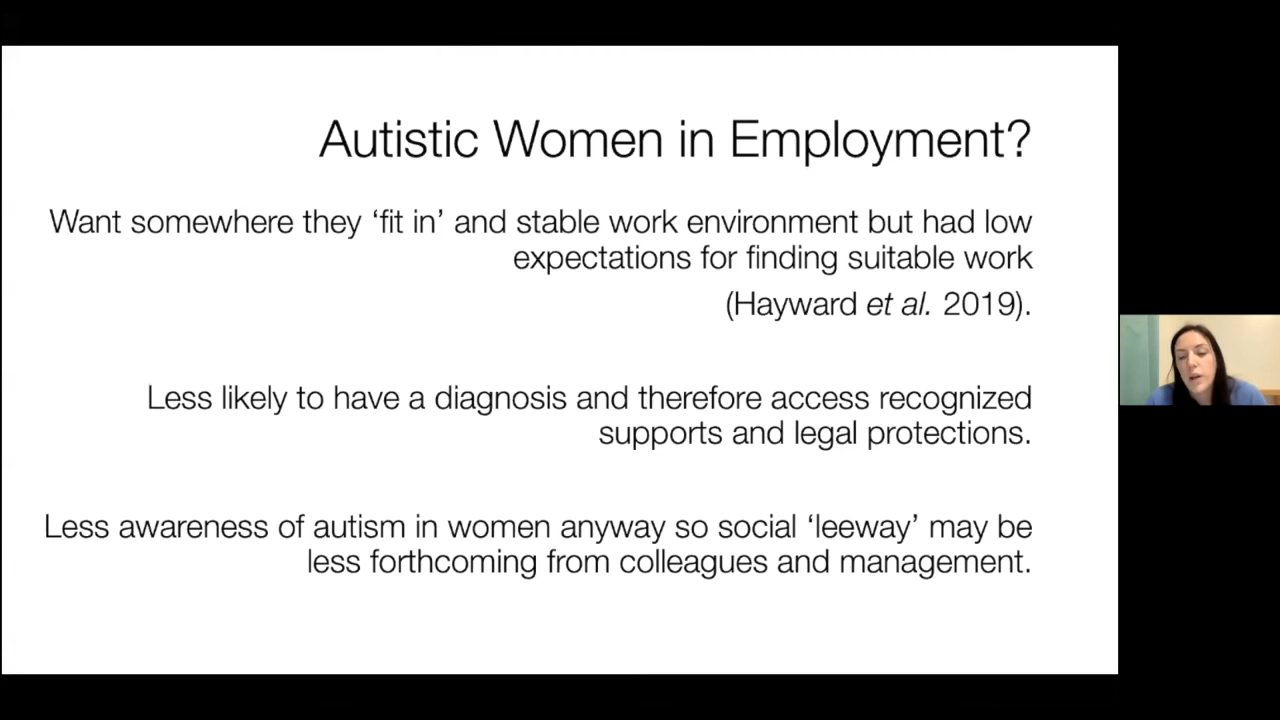 Autistic Women in Employment?
Want somewhere they ‘fit in’ and stable work environment but had low
expectations for finding suitable work
(Hayward et al. 2019).
Less likely to have a diagnosis and therefore access recognized
supports and legal protections.
Less awareness of autism in women anyway so social ‘leeway’ may be
less forthcoming from colleagues and management.